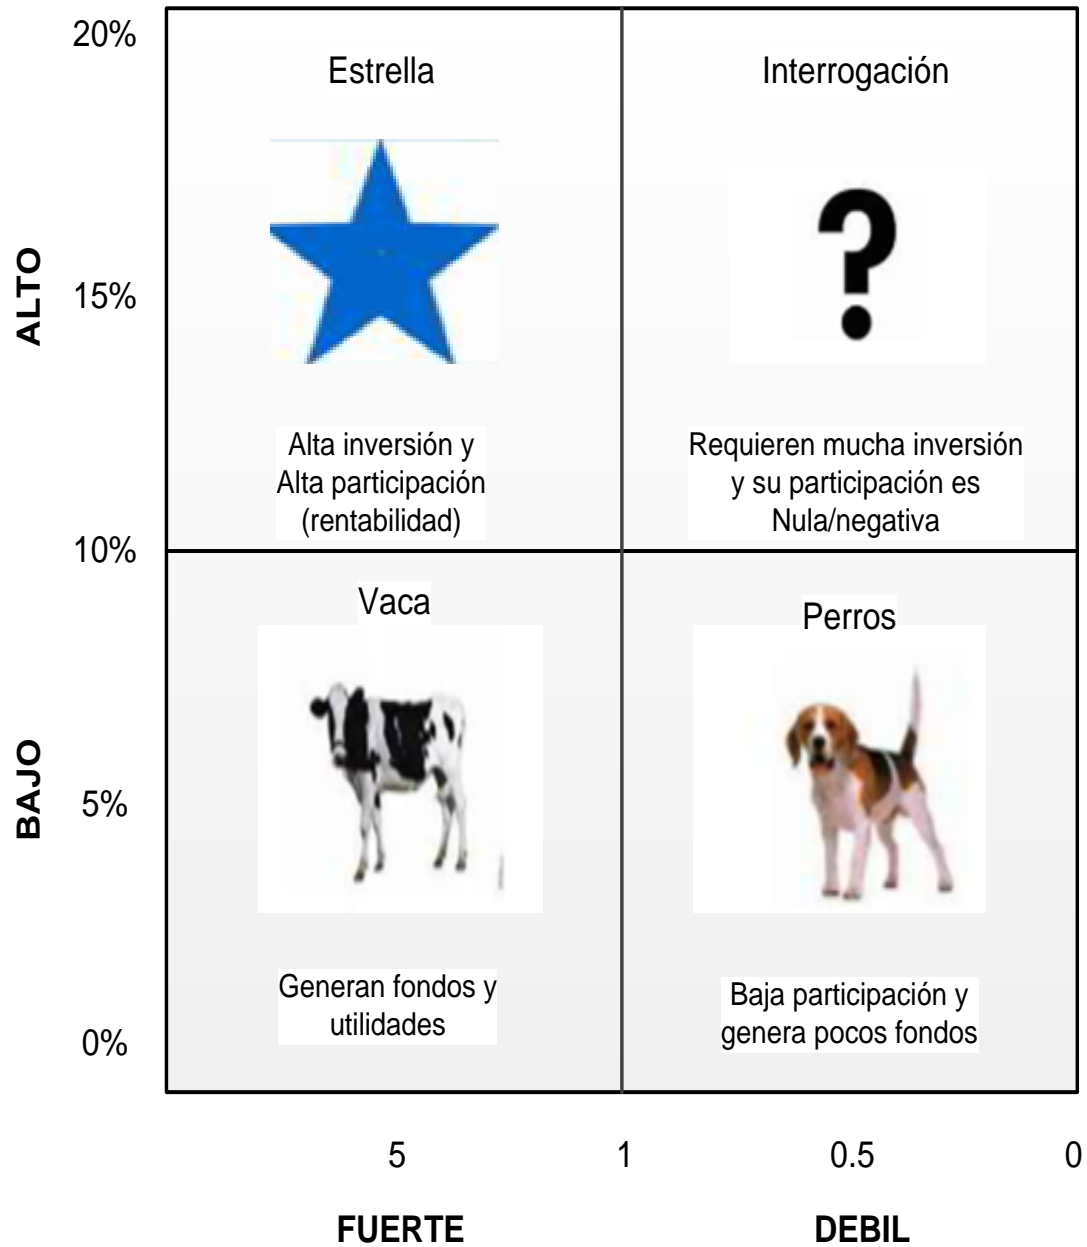 20%
Estrella
Interrogación
ALTO
15%
Alta inversión y
Alta participación
(rentabilidad)
Requieren mucha inversión
y su participación es
Nula/negativa
10%
Vaca
Perros
BAJO
5%
Generan fondos y
utilidades
Baja participación y
genera pocos fondos
0%
5
1
0.5
0
FUERTE
DEBIL